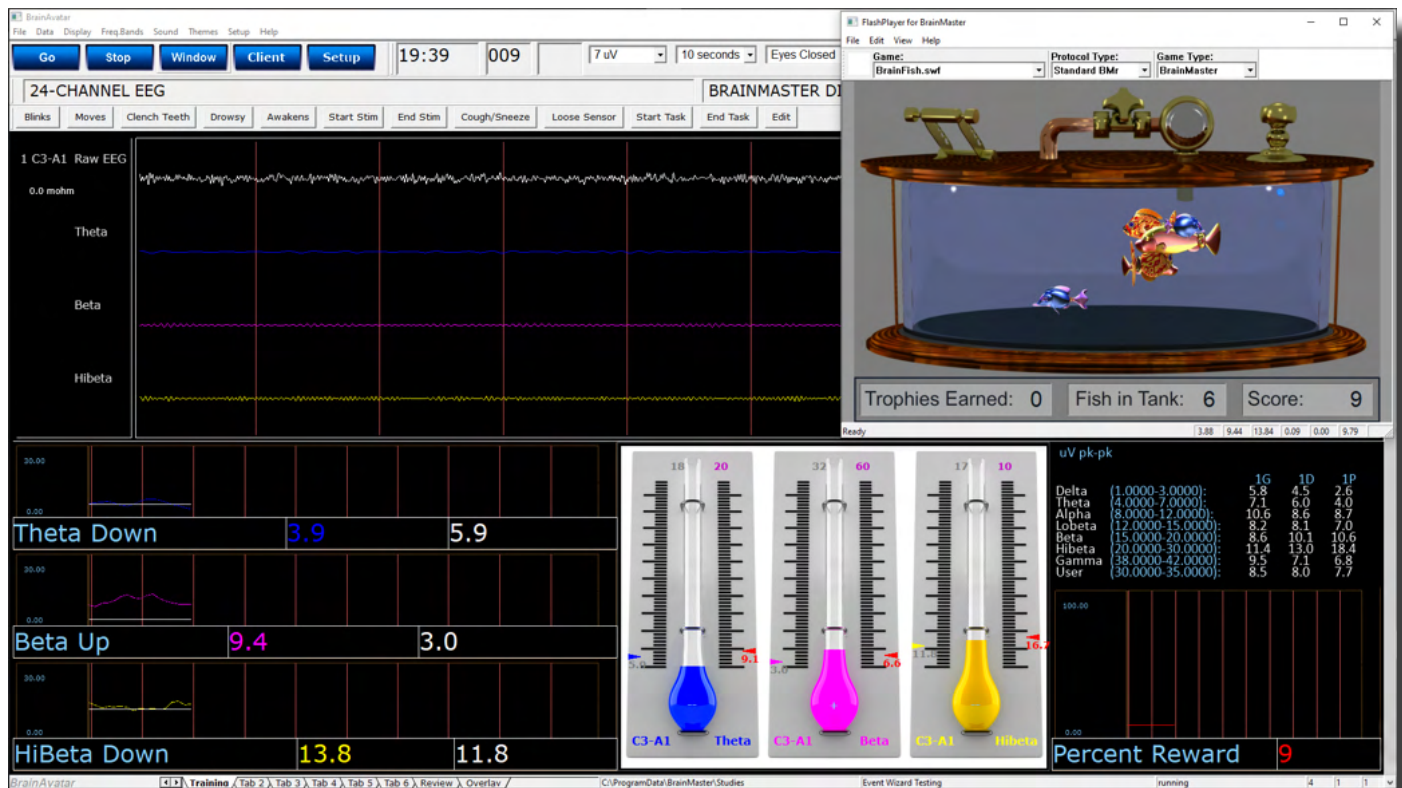 BrainAvatar
File Data Display Freq.Bands Sound Themes Setup Help
Go Stop Window Client Setup 19:39 009 7 uV 10 seconds Eyes Closed
24-CHANNEL EEG BRAINMASTER DI
Blinks Moves Clench Teeth Drowsy Awakens Start Stim End Stim Cough/Sneeze Loose Sensor Start Task End Task Edit
1 C3-A1 Raw EEG
0.0 mohm
Theta
Beta
Hibeta
FlashPlayer for BrainMaster
File Edit View Help
Game: Protocol Type: Game Type:
BrainFish.swf Standard BMr BrainMaster
Trophies Earned: 0 Fish in Tank: 6 Score: 9
Ready 3.88 9.44 13.84 0.09 0.00 9.79
30.00
0.00
Theta Down 3.9 5.9
30.00
0.00
Beta Up 9.4 3.0
30.00
0.00
HiBeta Down 13.8 11.8
18 20
5.9 9.1
C3-A1 Theta
32 60
3.0 6.6
C3-A1 Beta
17 10
11.8 16.7
C3-A1 Hibeta
uV pk-pk
1G 1D 1P
Delta (1.0000-3.0000): 5.8 4.5 2.6
Theta (4.0000-7.0000): 7.1 6.0 4.0
Alpha (8.0000-12.0000): 10.6 8.6 8.7
Lobeta (12.0000-15.0000): 8.2 8.1 7.0
Beta (15.0000-20.0000): 8.6 10.1 10.6
Hibeta (20.0000-30.0000): 11.4 13.0 18.4
Gamma (38.0000-42.0000): 9.5 7.1 6.8
User (30.0000-35.0000): 8.5 8.0 7.7
100.00
0.00
Percent Reward 9
BrainAvatar Training Tab 2 Tab 3 Tab 4 Tab 5 Tab 6 Review Overlay C:\ProgramData\BrainMaster\Studies Event Wizard Testing running 4 1 1